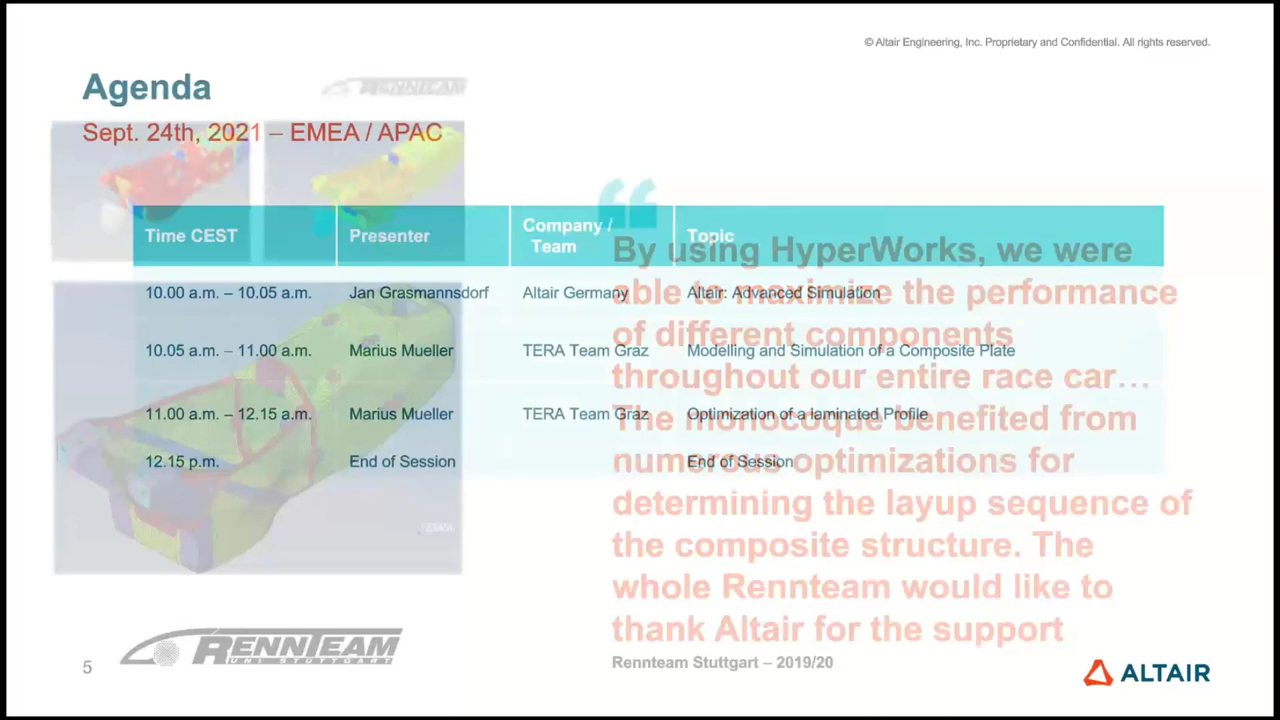 © Altair Engineering, Inc. Proprietary and Confidential. All rights reserved.
Agenda
RENNTEAM
Sept. 24th, 2021 – EMEA / APAC
Time CEST Presenter Company / Team Topic
10.00 a.m. – 10.05 a.m. Jan Grasmannsdorf Altair Germany Altair: Advanced Simulation
10.05 a.m. – 11.00 a.m. Marius Mueller TERA Team Graz Modelling and Simulation of a Composite Plate
11.00 a.m. – 12.15 a.m. Marius Mueller TERA Team Graz Optimization of a laminated Profile
12.15 p.m. End of Session End of Session
“
By using HyperWorks, we were
able to maximize the performance
of different components
throughout our entire race car…
The monocoque benefited from
numerous optimizations for
determining the layup sequence of
the composite structure. The
whole Rennteam would like to
thank Altair for the support
Rennteam Stuttgart – 2019/20
RENNTEAM
UNI STUTTGART
5
ALTAIR